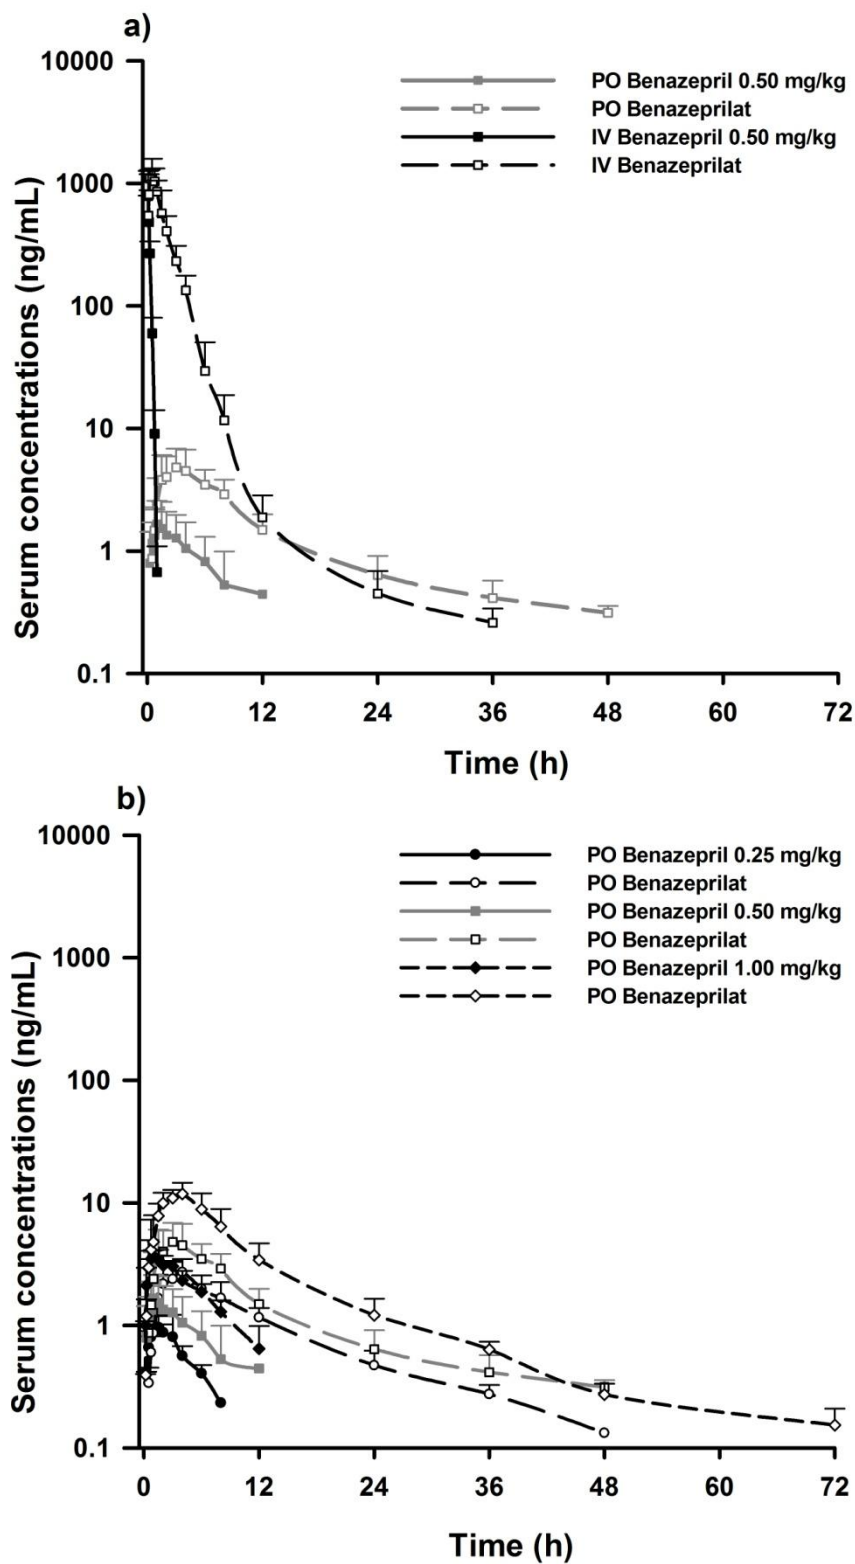 a)
10000
1000
100
10
1
0.1
Serum concentrations (ng/mL)
PO Benazepril 0.50 mg/kg
PO Benazeprilat
IV Benazepril 0.50 mg/kg
IV Benazeprilat
0 12 24 36 48 60 72
Time (h)
b)
10000
1000
100
10
1
0.1
Serum concentrations (ng/mL)
PO Benazepril 0.25 mg/kg
PO Benazeprilat
PO Benazepril 0.50 mg/kg
PO Benazeprilat
PO Benazepril 1.00 mg/kg
PO Benazeprilat
0 12 24 36 48 60 72
Time (h)